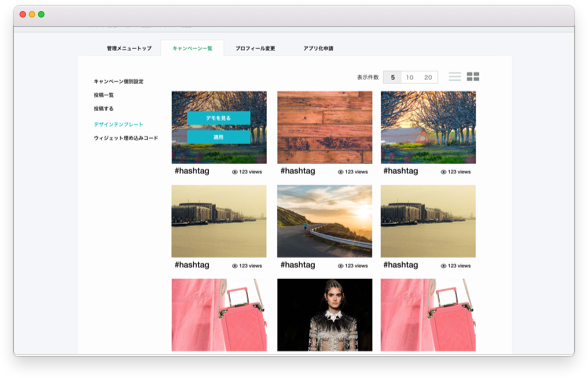 管理メニュートップ キャンペーン一覧 プロフィール変更 アプリ化申請
表示件数 5 10 20
キャンペーン個別設定
投稿一覧
投稿する
デザインテンプレート
ウィジェット埋め込みコード
デモを見る
適用
#hashtag 123 views #hashtag 123 views #hashtag 123 views
#hashtag 123 views #hashtag 123 views #hashtag 123 views